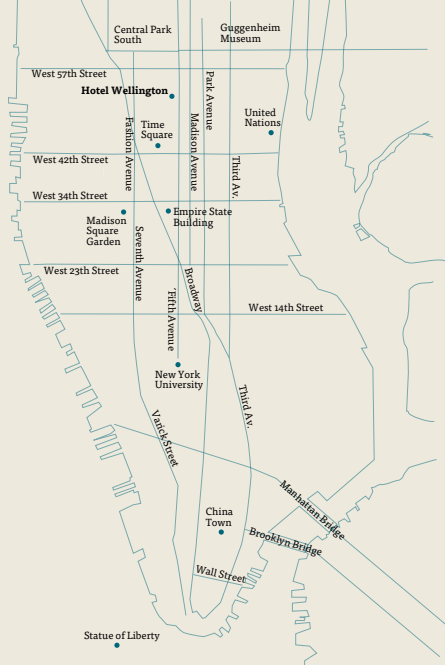 Central Park
South
Guggenheim
Museum
West 57th Street
Hotel Wellington
Park Avenue
United
Nations
Time
Square
Fashion Avenue
Madison Avenue
West 42th Street
Third Av.
West 34th Street
Madison
Square
Garden
Empire State
Building
Seventh Avenue
West 23th Street
Broadway
'Fifth Avenue
West 14th Street
New York
University
Third Av.
Varick Street
Manhattan Bridge
China
Town
Brooklyn Bridge
Wall Street
Statue of Liberty